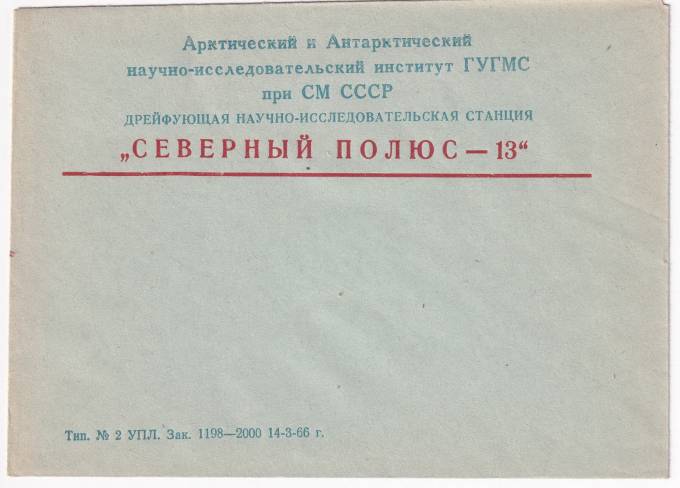 Арктический и Антарктический
научно-исследовательский институт ГУГМС
при СМ СССР
ДРЕЙФУЮЩАЯ НАУЧНО-ИССЛЕДОВАТЕЛЬСКАЯ СТАНЦИЯ
„СЕВЕРНЫЙ ПОЛЮС — 13“
Тип. № 2 УПЛ. Зак. 1198—2000 14-3-66 г.